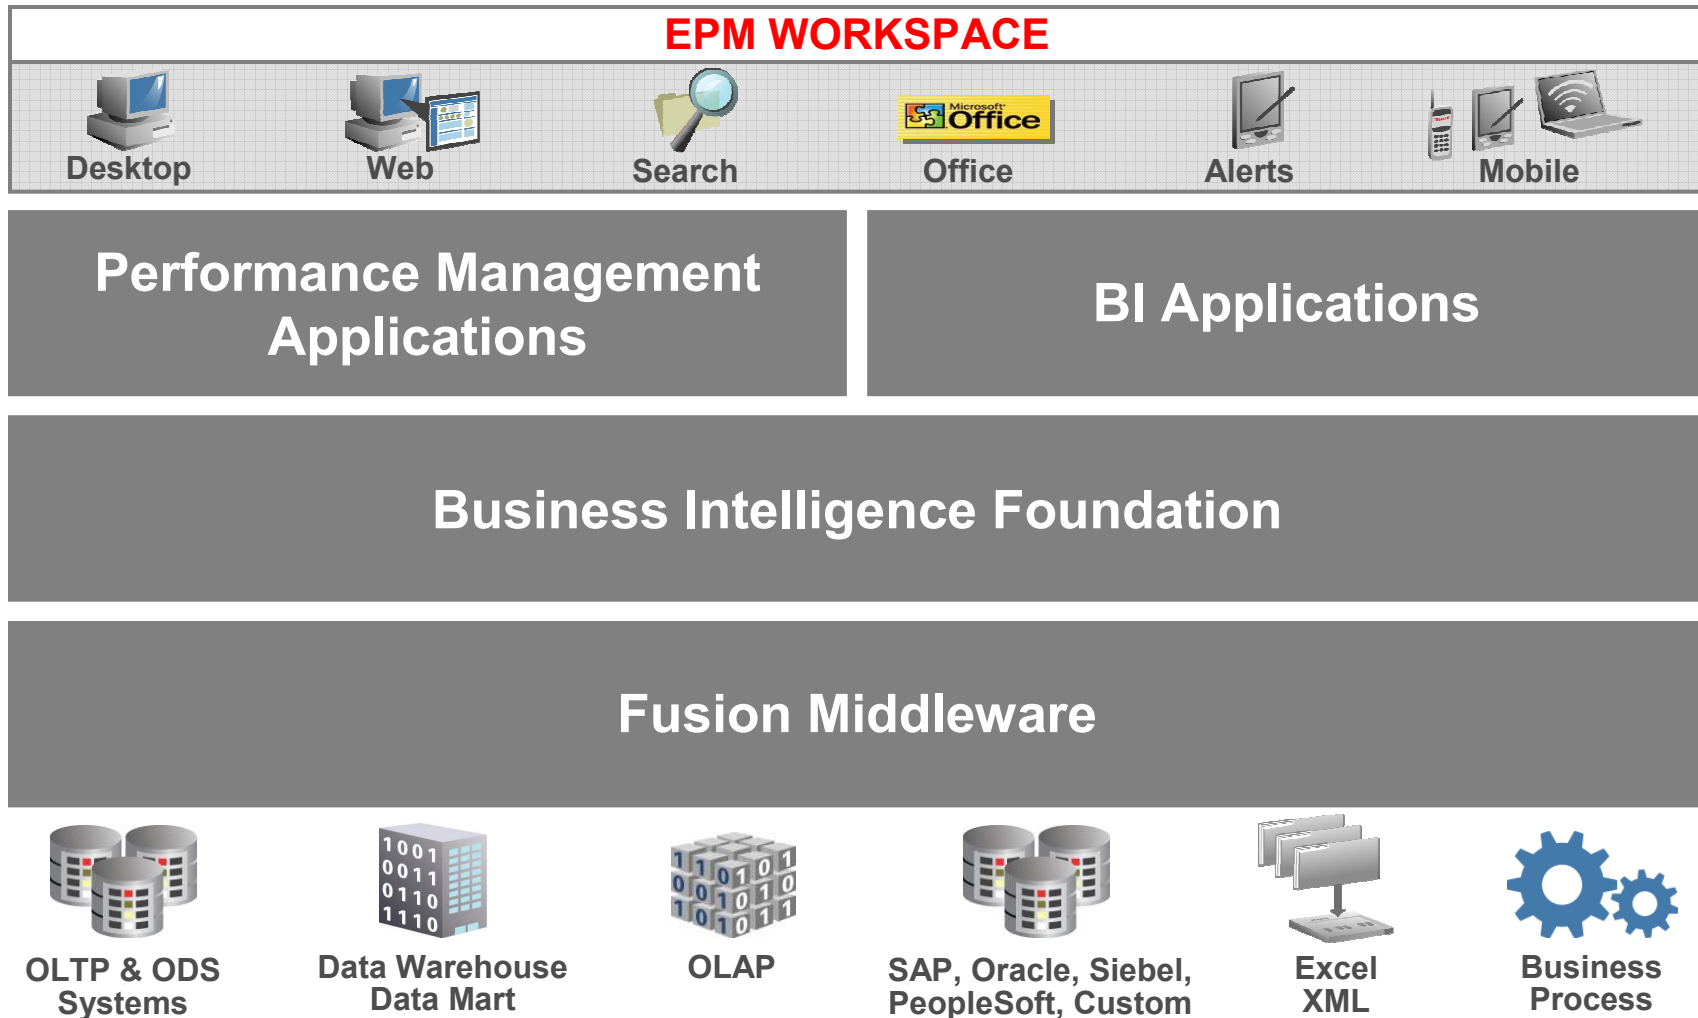 EPM WORKSPACE
Microsoft
Office
Desktop
Web
Search
Office
Alerts
Mobile
Performance Management
Applications
BI Applications
Business Intelligence Foundation
Fusion Middleware
1001
0011
0110
1110
OLTP & ODS
Systems
Data Warehouse
Data Mart
OLAP
SAP, Oracle, Siebel,
PeopleSoft, Custom
Excel
XML
Business
Process